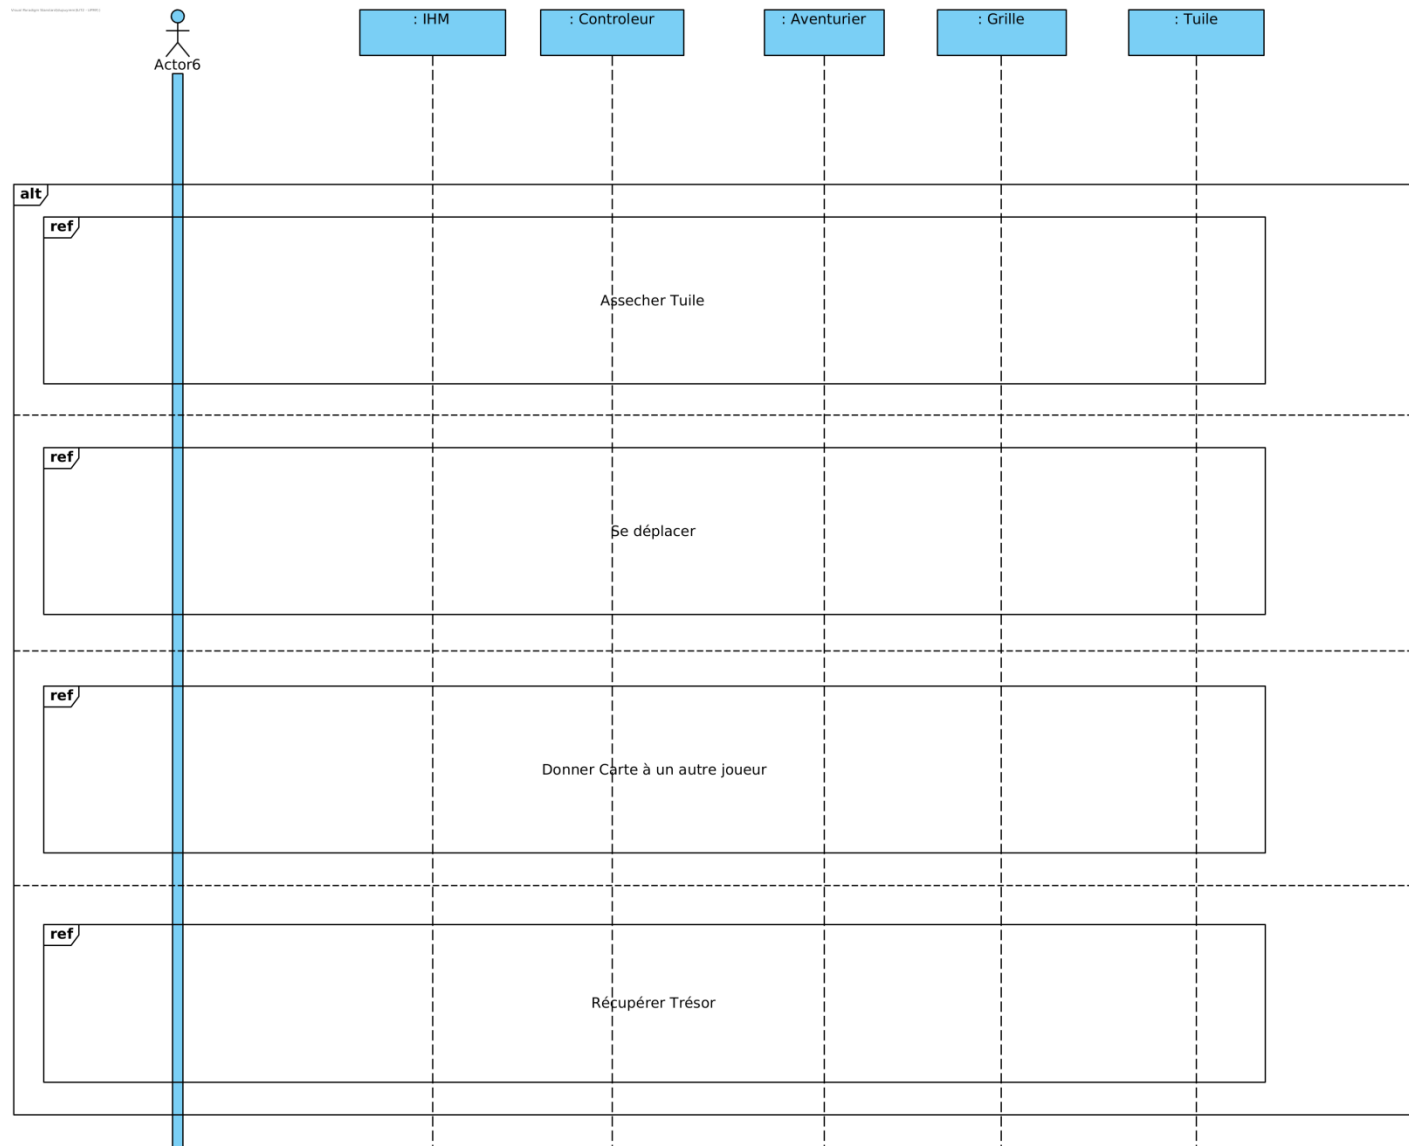 Actor6
: IHM
: Controleur
: Aventurier
: Grille
: Tuile
alt
ref
Assecher Tuile
ref
Se déplacer
ref
Donner Carte à un autre joueur
ref
Récupérer Trésor